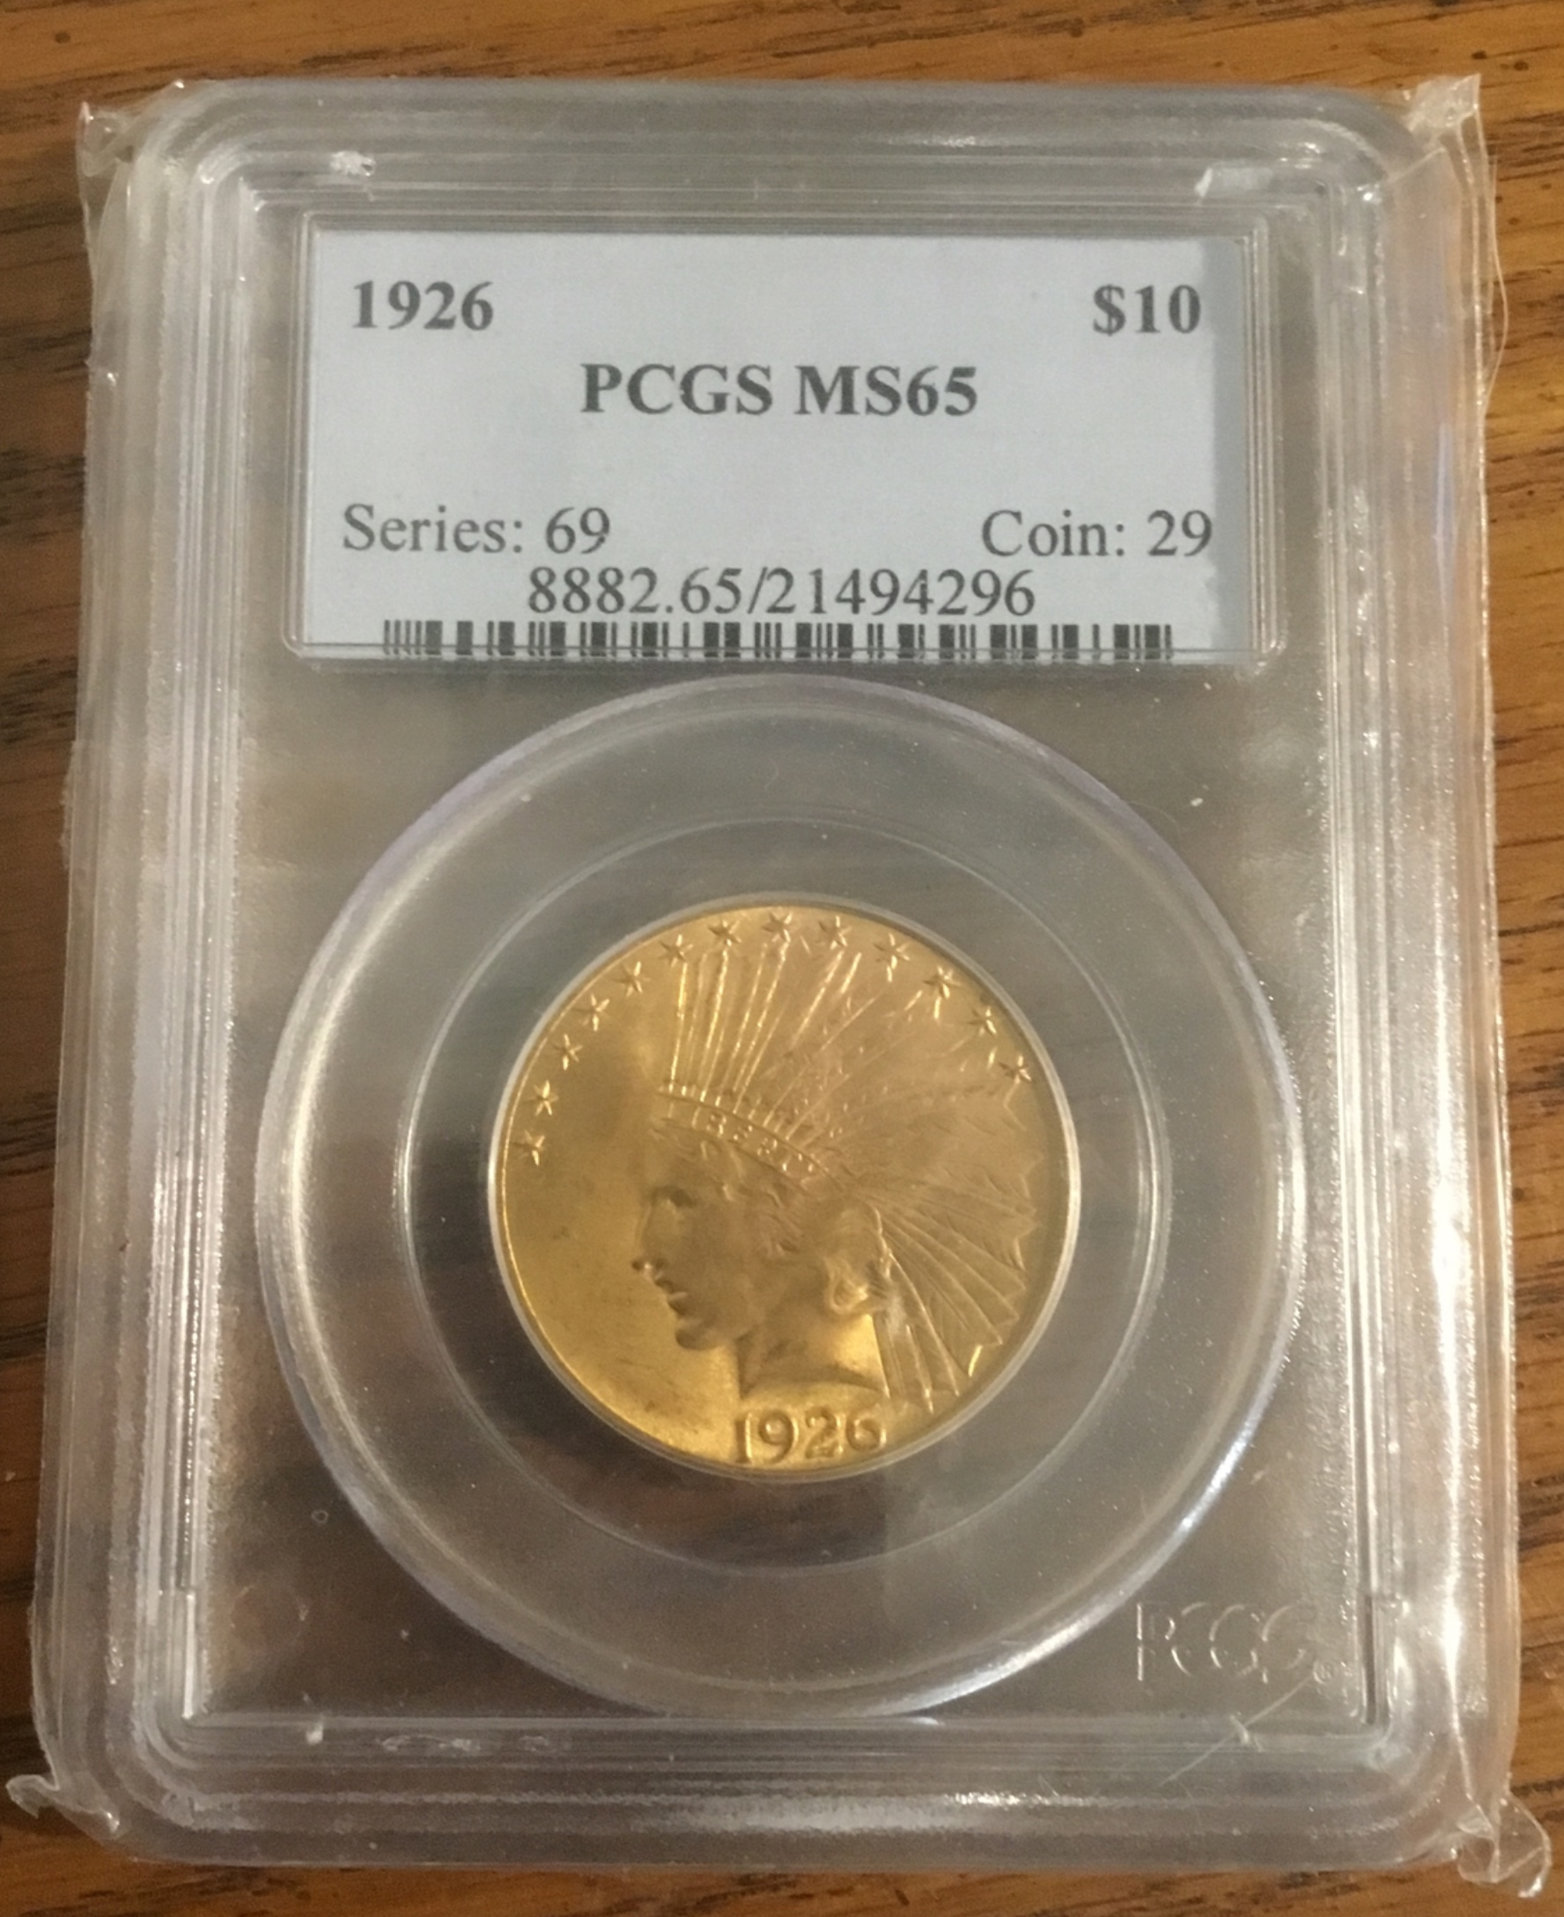 1926 $10
PCGS MS65
Series: 69 Coin: 29
8882.65/21494296
LIBERTY
1926
PCGS